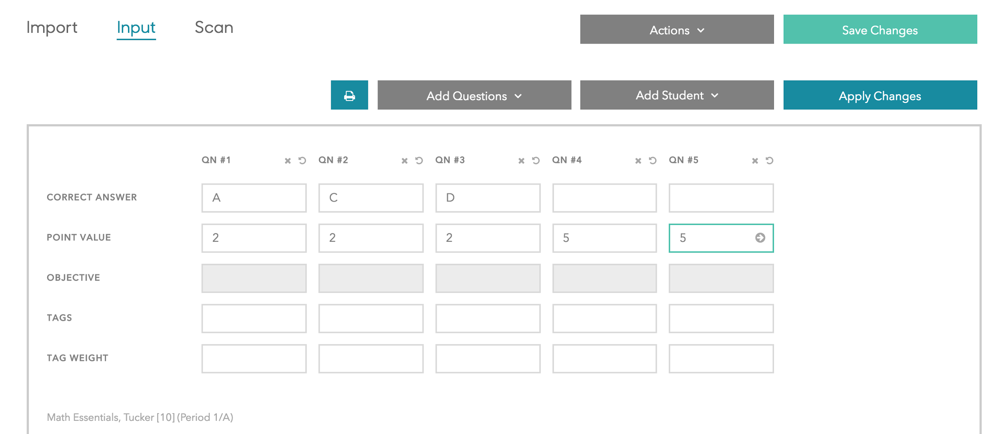 Import Input Scan Actions Save Changes
Add Questions Add Student Apply Changes
QN #1 QN #2 QN #3 QN #4 QN #5
CORRECT ANSWER A C D
POINT VALUE 2 2 2 5 5
OBJECTIVE
TAGS
TAG WEIGHT
Math Essentials, Tucker [10] (Period 1/A)